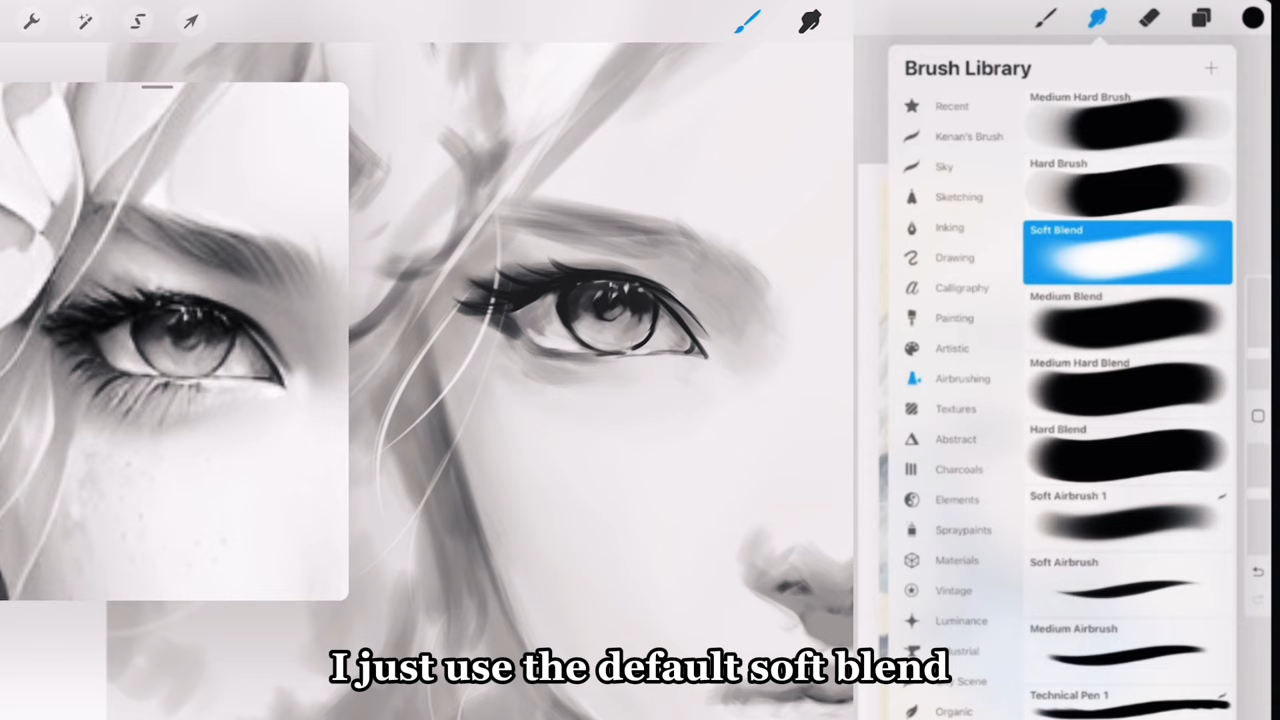 Brush Library
Recent
Kenan's Brush
Sky
Sketching
Inking
Drawing
Calligraphy
Painting
Artistic
Airbrushing
Textures
Abstract
Charcoals
Elements
Spraypaints
Materials
Vintage
Luminance
Organic
Medium Hard Brush
Hard Brush
Soft Blend
Medium Blend
Medium Hard Blend
Hard Blend
Soft Airbrush 1
Soft Airbrush
Medium Airbrush
Technical Pen 1
I just use the default soft blend